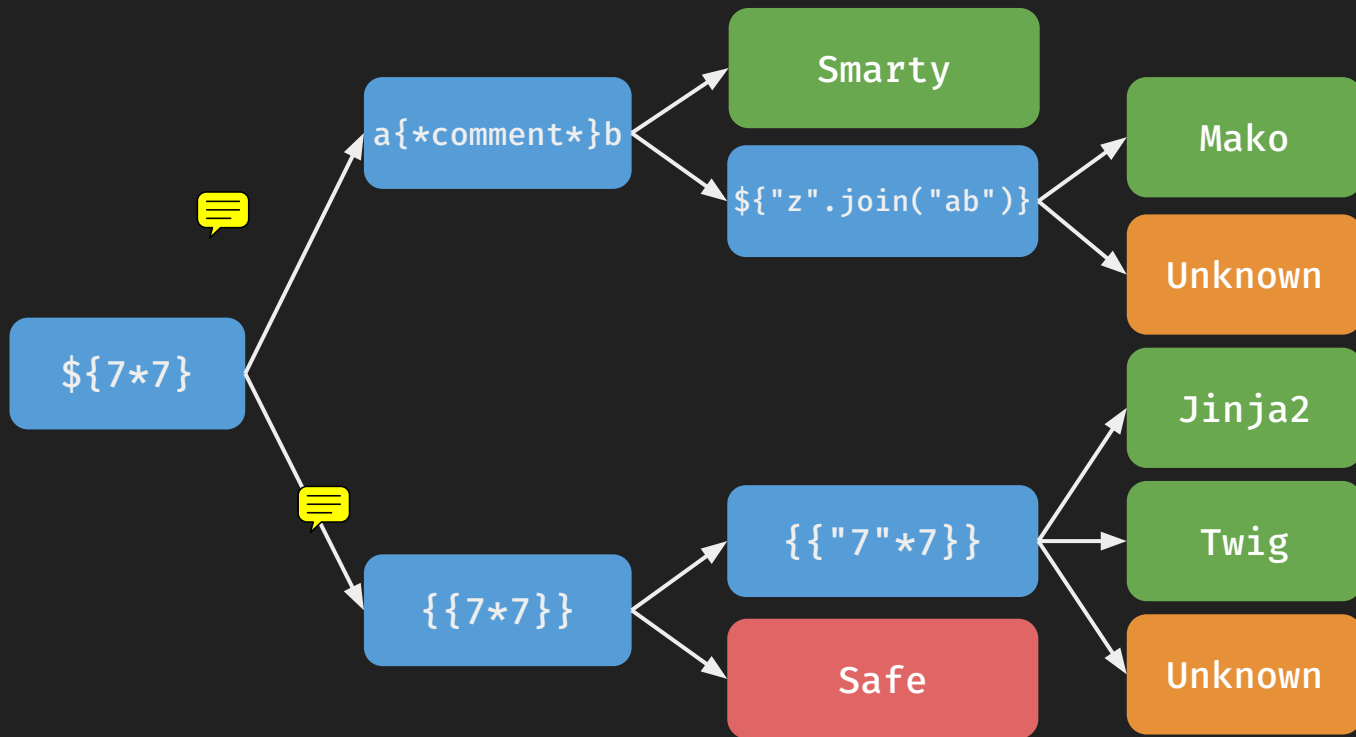 ${7*7}
a{*comment*}b
Smarty
${"z".join("ab")}
Mako
Unknown
{{7*7}}
{{"7"*7}}
Safe
Jinja2
Twig
Unknown